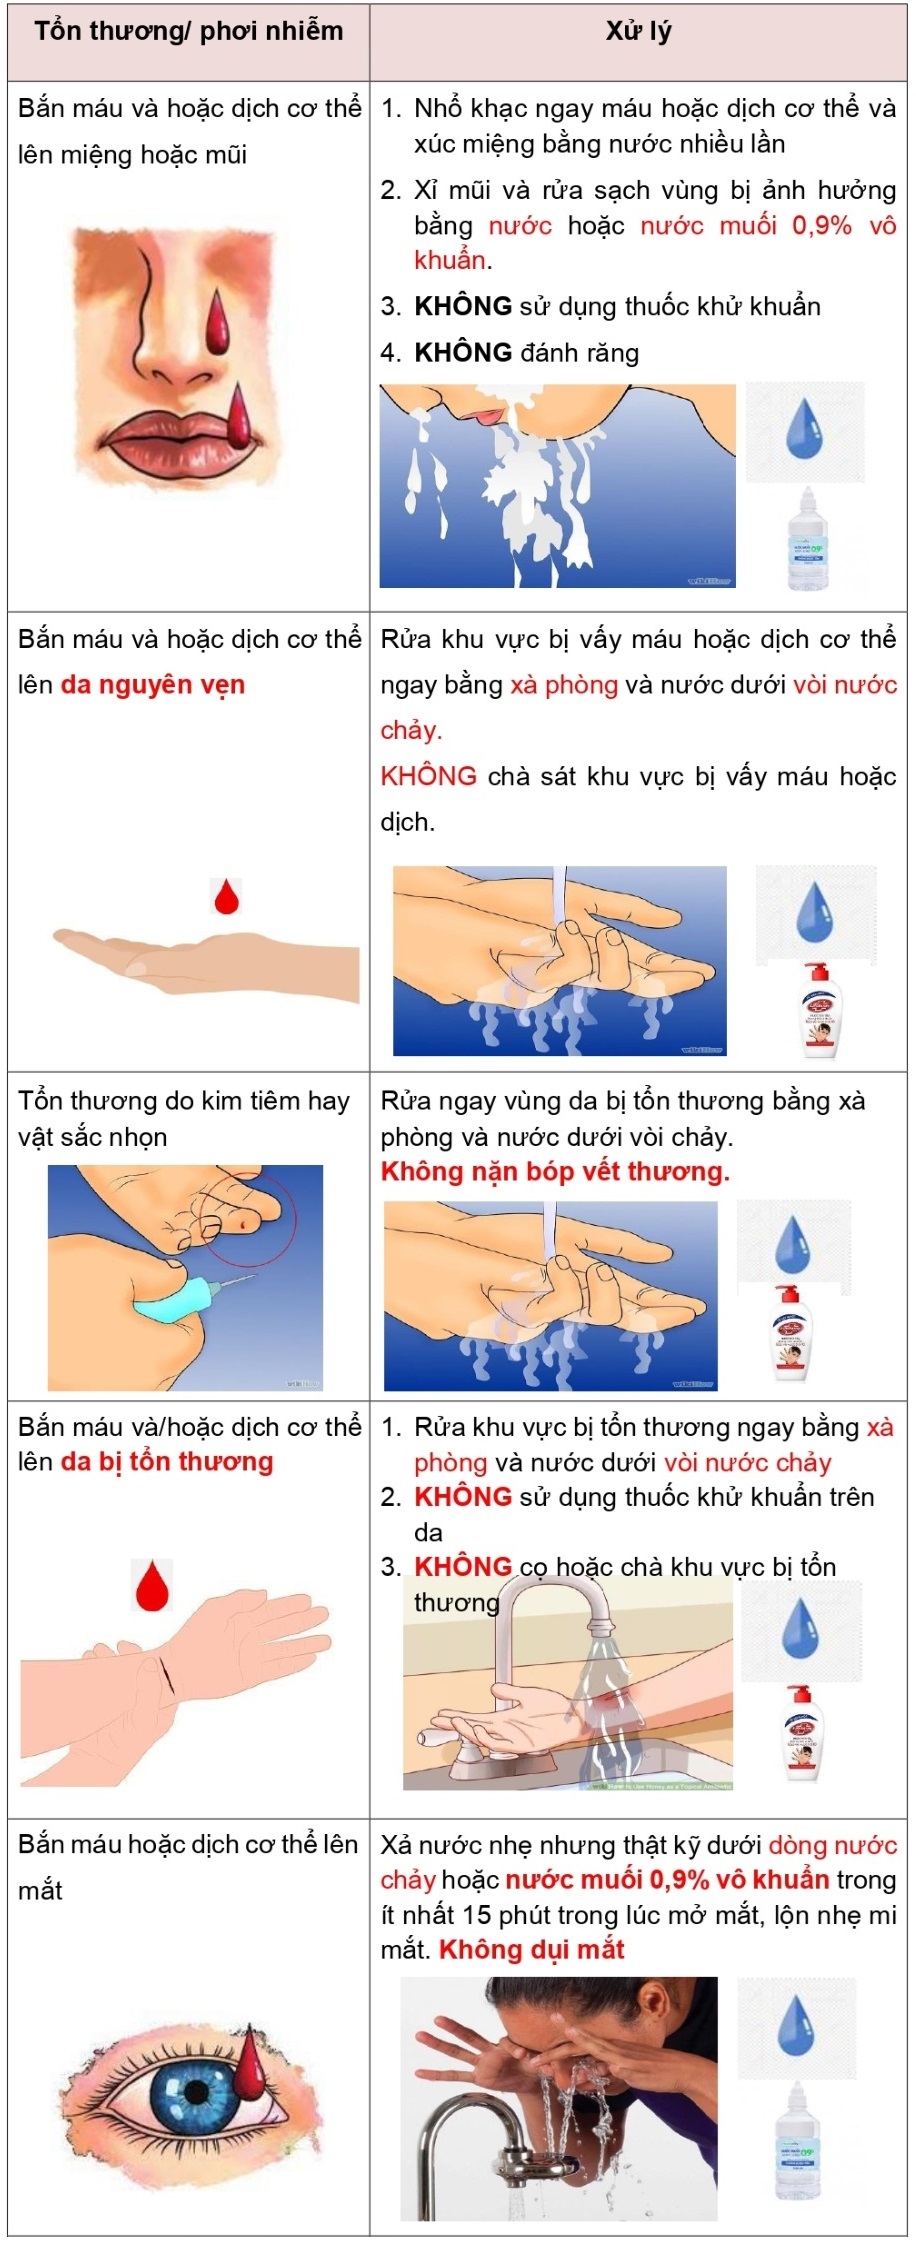 Tổn thương/ phơi nhiễm
Xử lý
Bắn máu và hoặc dịch cơ thể
lên miệng hoặc mũi
1. Nhổ khạc ngay máu hoặc dịch cơ thể và
xúc miệng bằng nước nhiều lần
2. Xỉ mũi và rửa sạch vùng bị ảnh hưởng
bằng nước hoặc nước muối 0,9% vô
khuẩn.
3. KHÔNG sử dụng thuốc khử khuẩn
4. KHÔNG đánh răng
Bắn máu và hoặc dịch cơ thể
lên da nguyên vẹn
Rửa khu vực bị vấy máu hoặc dịch cơ thể
ngay bằng xà phòng và nước dưới vòi nước
chảy.
KHÔNG chà sát khu vực bị vấy máu hoặc
dịch.
Tổn thương do kim tiêm hay
vật sắc nhọn
Rửa ngay vùng da bị tổn thương bằng xà
phòng và nước dưới vòi chảy.
Không nặn bóp vết thương.
Bắn máu và/hoặc dịch cơ thể
lên da bị tổn thương
1. Rửa khu vực bị tổn thương ngay bằng xà
phòng và nước dưới vòi nước chảy
2. KHÔNG sử dụng thuốc khử khuẩn trên
da
3. KHÔNG cọ hoặc chà khu vực bị tổn
thương
Bắn máu hoặc dịch cơ thể lên
mắt
Xả nước nhẹ nhưng thật kỹ dưới dòng nước
chảy hoặc nước muối 0,9% vô khuẩn trong
ít nhất 15 phút trong lúc mở mắt, lộn nhẹ mi
mắt. Không dụi mắt